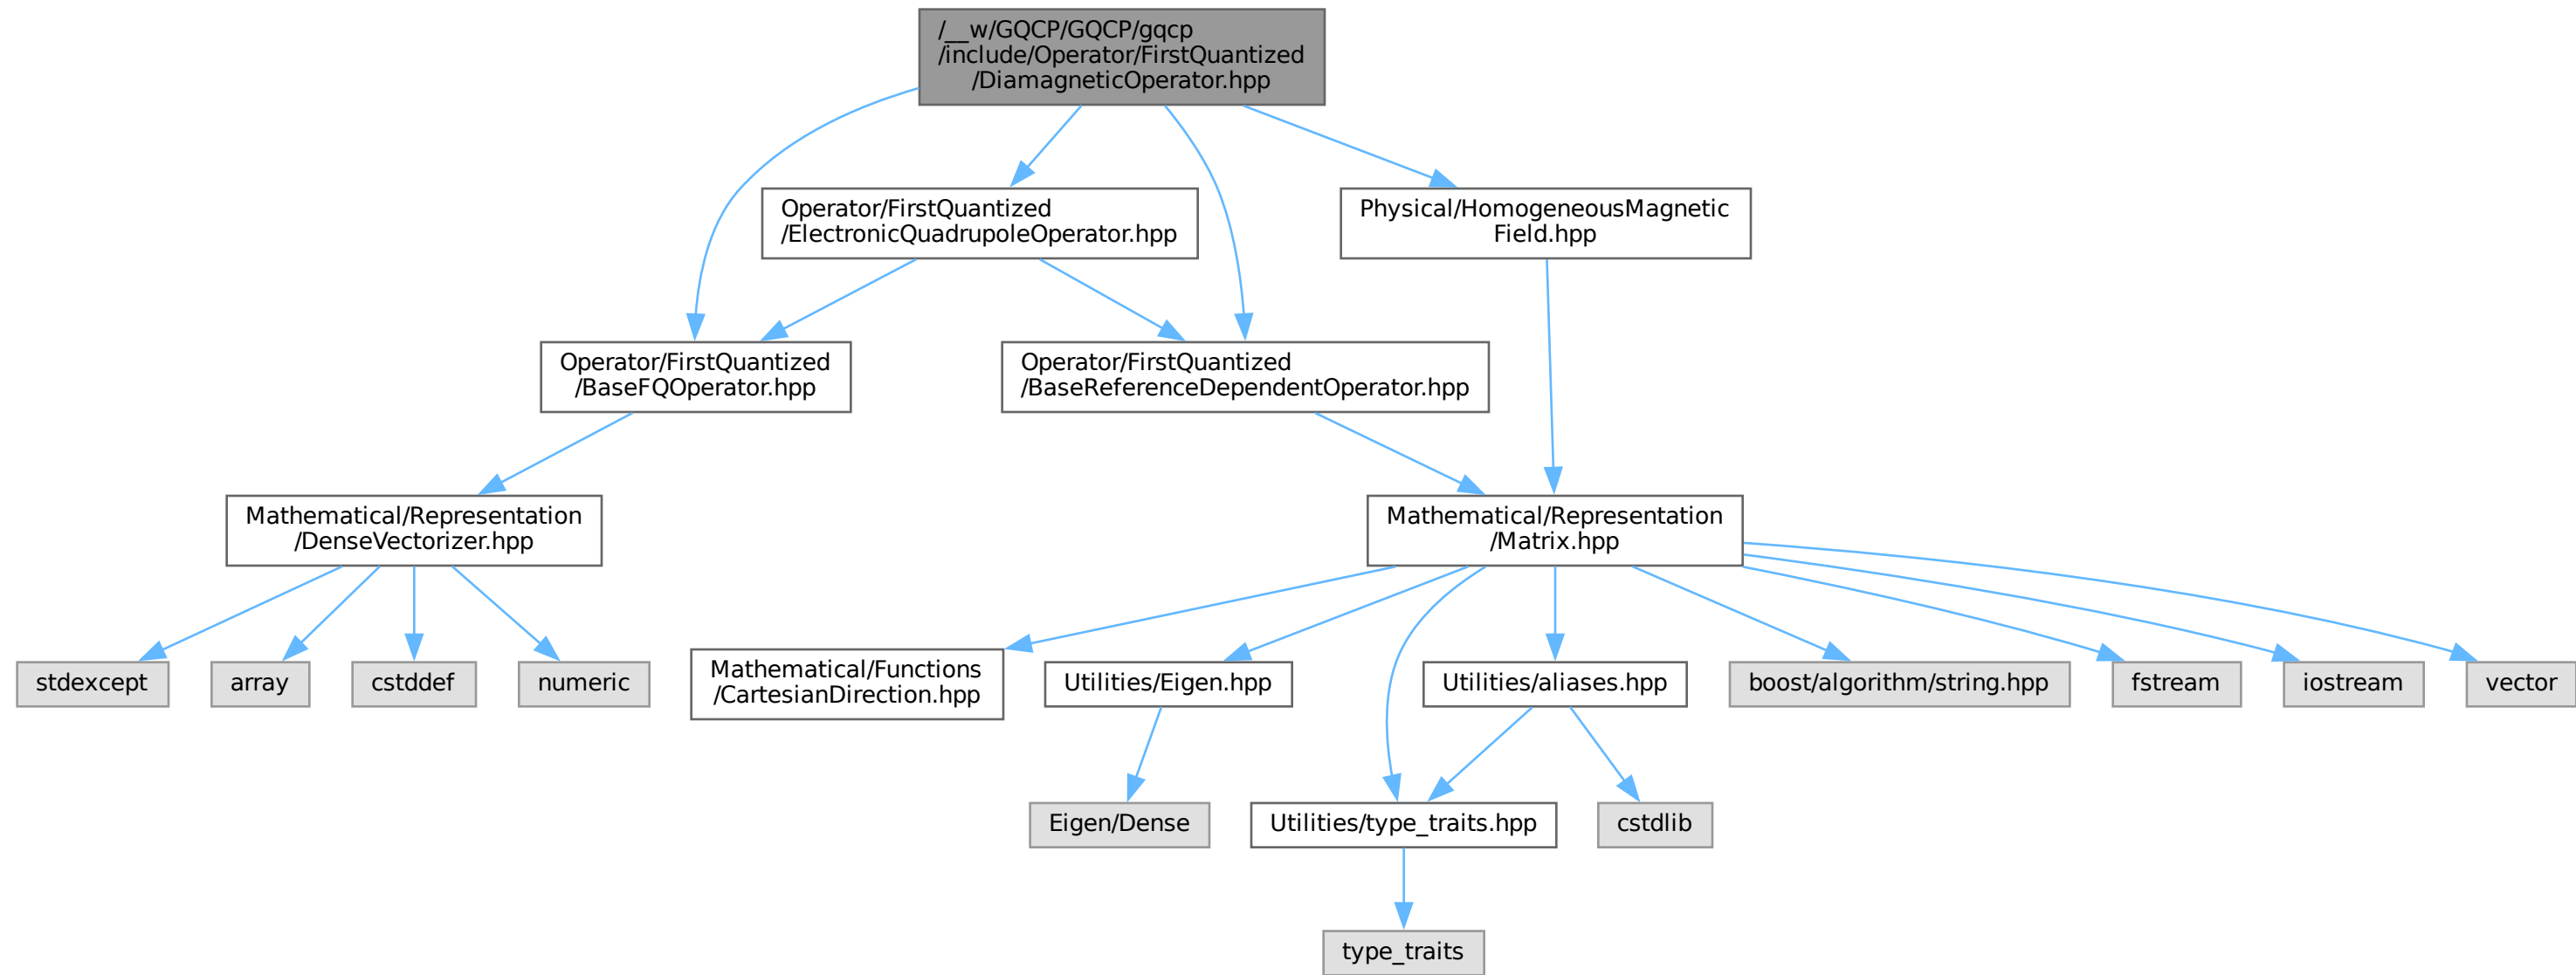 /__w/GQCP/GQCP/gqcp
/include/Operator/FirstQuantized
/DiamagneticOperator.hpp
Operator/FirstQuantized
/ElectronicQuadrupoleOperator.hpp
Physical/HomogeneousMagnetic
Field.hpp
Operator/FirstQuantized
/BaseFQOperator.hpp
Operator/FirstQuantized
/BaseReferenceDependentOperator.hpp
Mathematical/Representation
/DenseVectorizer.hpp
Mathematical/Representation
/Matrix.hpp
stdexcept
array
cstddef
numeric
Mathematical/Functions
/CartesianDirection.hpp
Utilities/Eigen.hpp
Utilities/aliases.hpp
boost/algorithm/string.hpp
fstream
iostream
vector
Eigen/Dense
Utilities/type_traits.hpp
cstdlib
type_traits